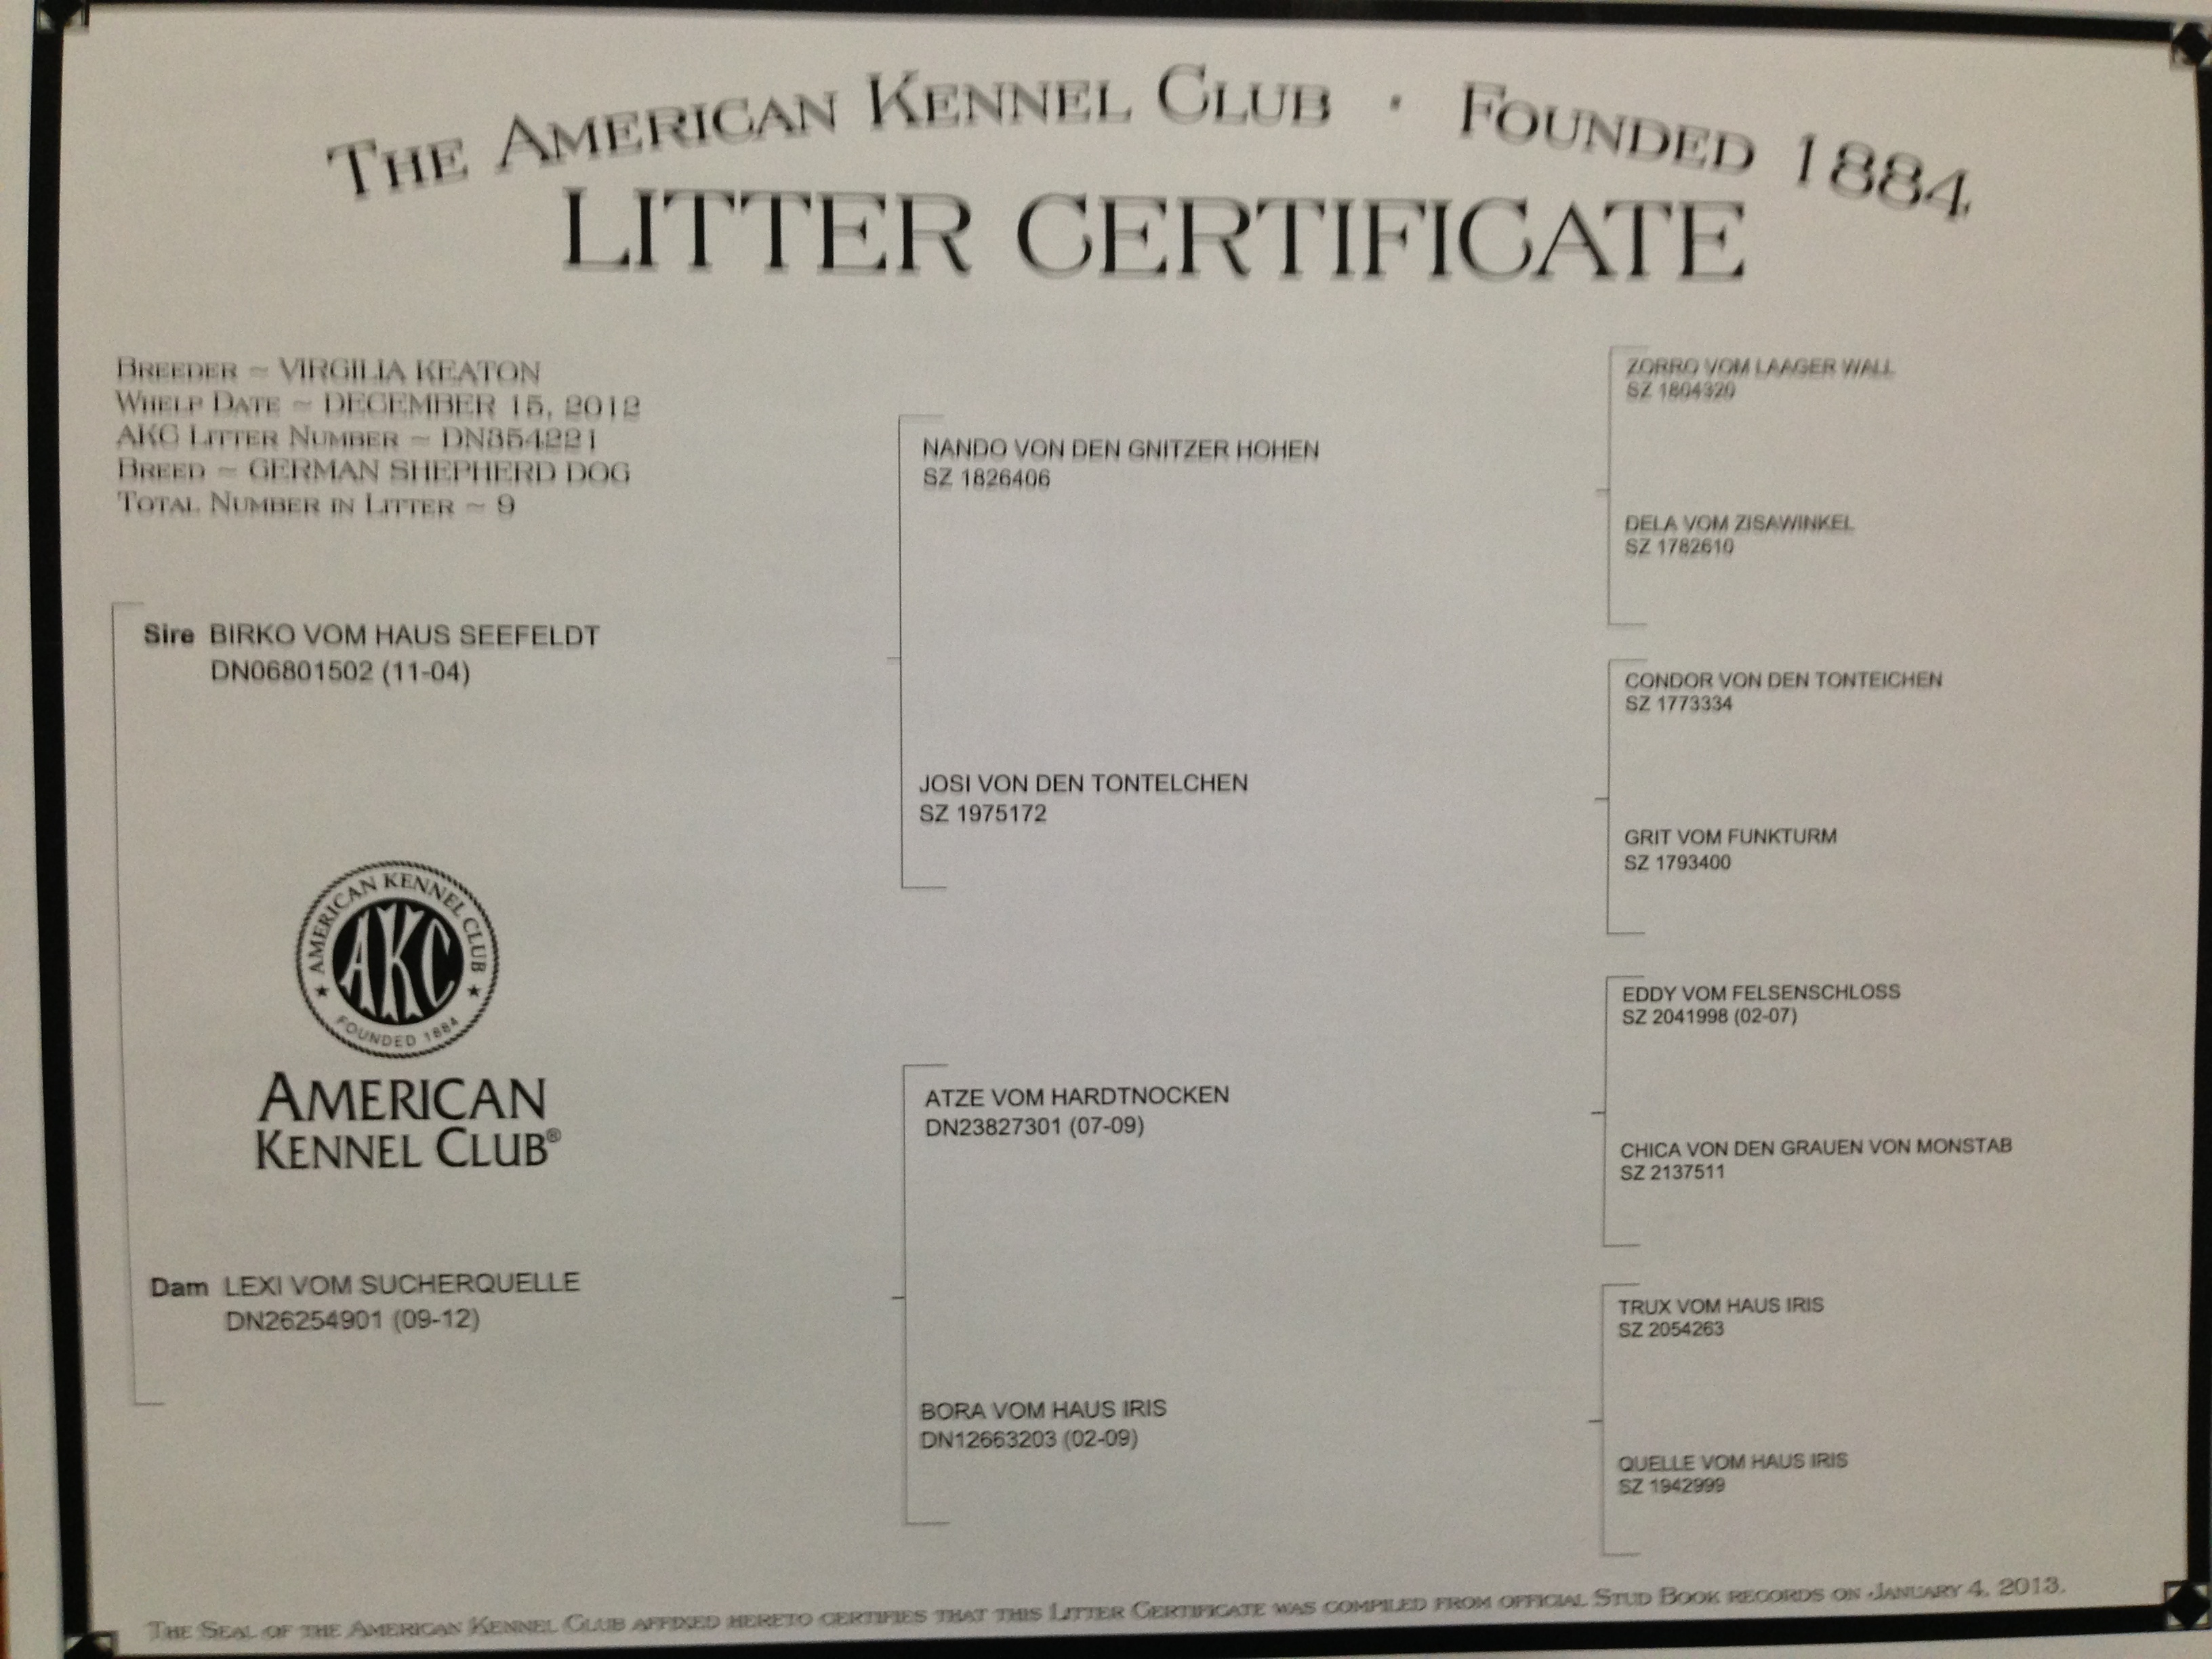 THE AMERICAN KENNEL CLUB · FOUNDED 1884
LITTER CERTIFICATE
BREEDER ~ VIRGILIA KEATON
WHELP DATE ~ DECEMBER 15, 2012
AKC LITTER NUMBER ~ DN354221
BREED ~ GERMAN SHEPHERD DOG
TOTAL NUMBER IN LITTER ~ 9
Sire BIRKO VOM HAUS SEEFELDT
DN06801502 (11-04)
AMERICAN KENNEL CLUB
AKC
FOUNDED 1884
AMERICAN
KENNEL CLUB®
Dam LEXI VOM SUCHERQUELLE
DN26254901 (09-12)
NANDO VON DEN GNITZER HOHEN
SZ 1826406
JOSI VON DEN TONTELCHEN
SZ 1975172
ATZE VOM HARDTNOCKEN
DN23827301 (07-09)
BORA VOM HAUS IRIS
DN12663203 (02-09)
ZORRO VOM LAAGER WALL
SZ 1804320
DELA VOM ZISAWINKEL
SZ 1782610
CONDOR VON DEN TONTEICHEN
SZ 1773334
GRIT VOM FUNKTURM
SZ 1793400
EDDY VOM FELSENSCHLOSS
SZ 2041998 (02-07)
CHICA VON DEN GRAUEN VON MONSTAB
SZ 2137511
TRUX VOM HAUS IRIS
SZ 2054263
QUELLE VOM HAUS IRIS
SZ 1942999
THE SEAL OF THE AMERICAN KENNEL CLUB AFFIXED HERETO CERTIFIES THAT THIS LITTER CERTIFICATE WAS COMPILED FROM OFFICIAL STUD BOOK RECORDS ON JANUARY 4, 2013.